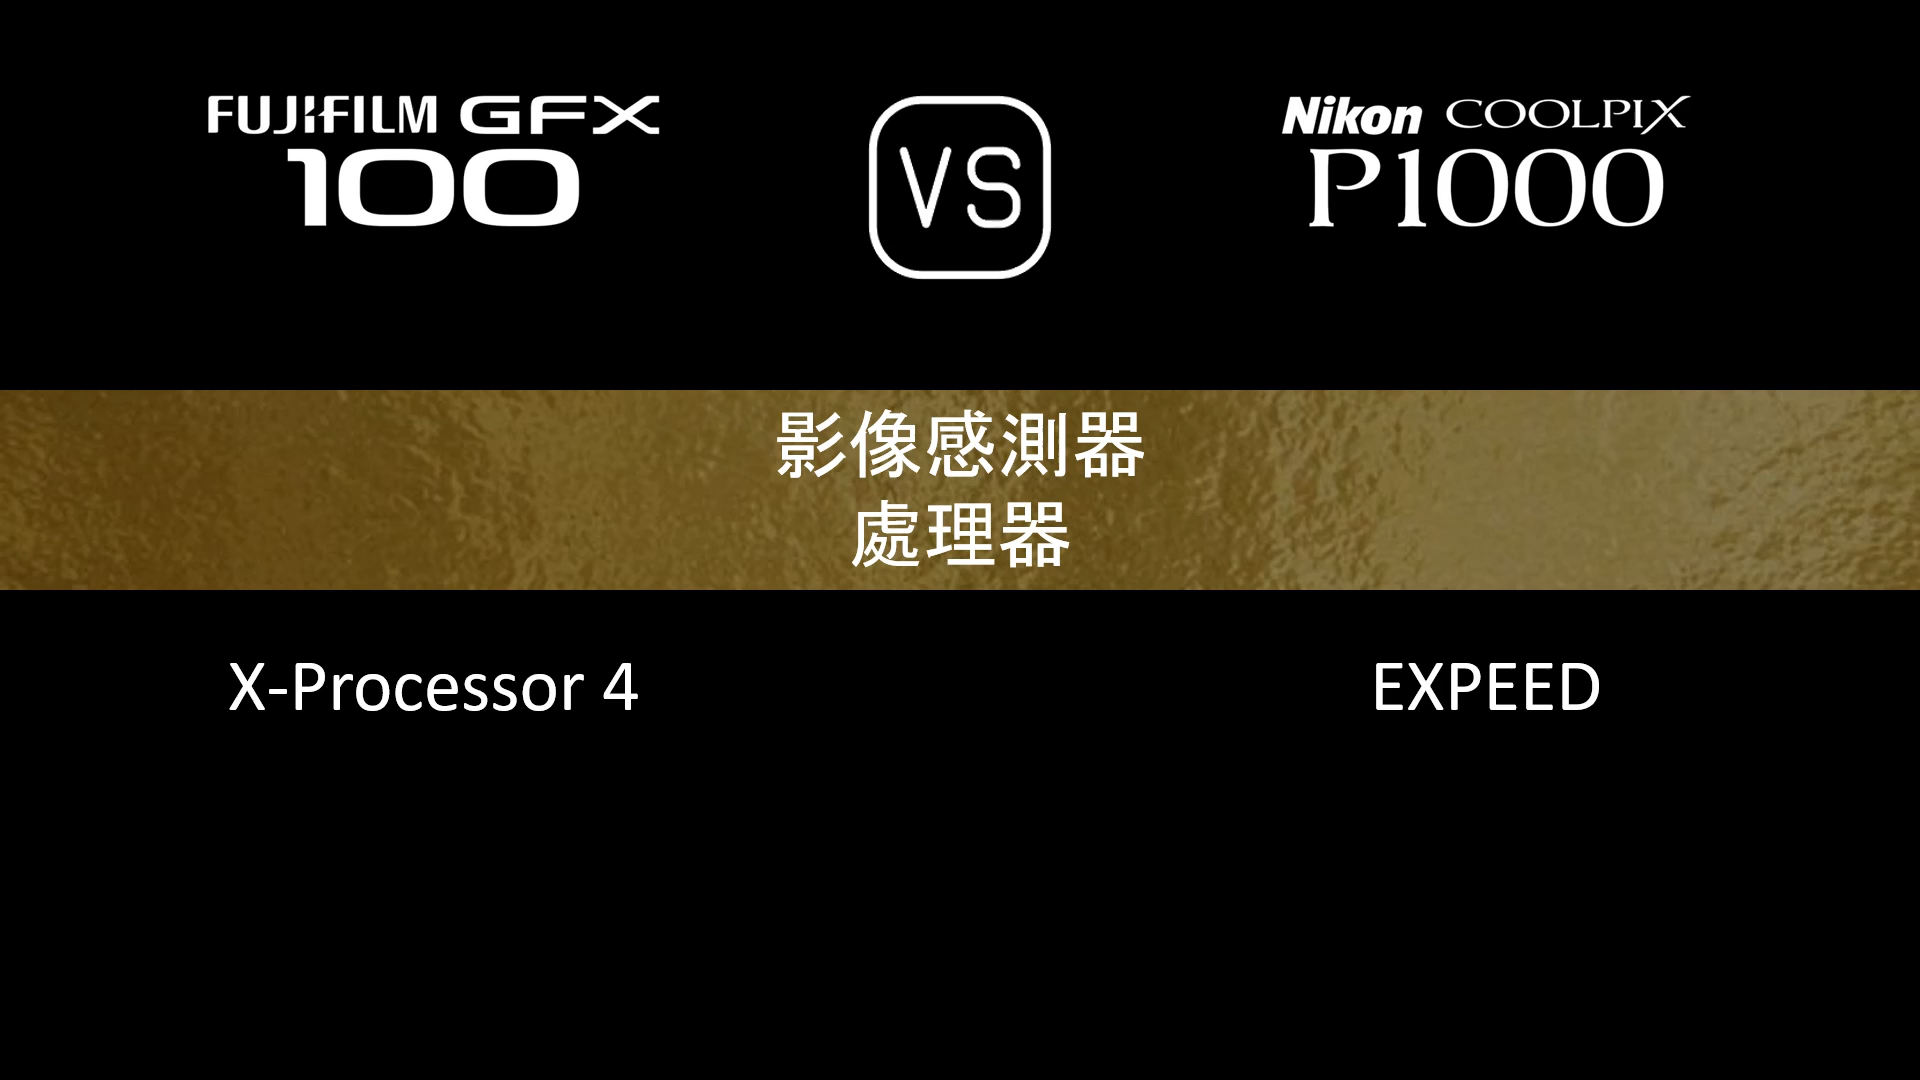 FUJIFILM GFX
100
VS
Nikon COOLPIX
P1000
影像感測器
處理器
X-Processor 4
EXPEED